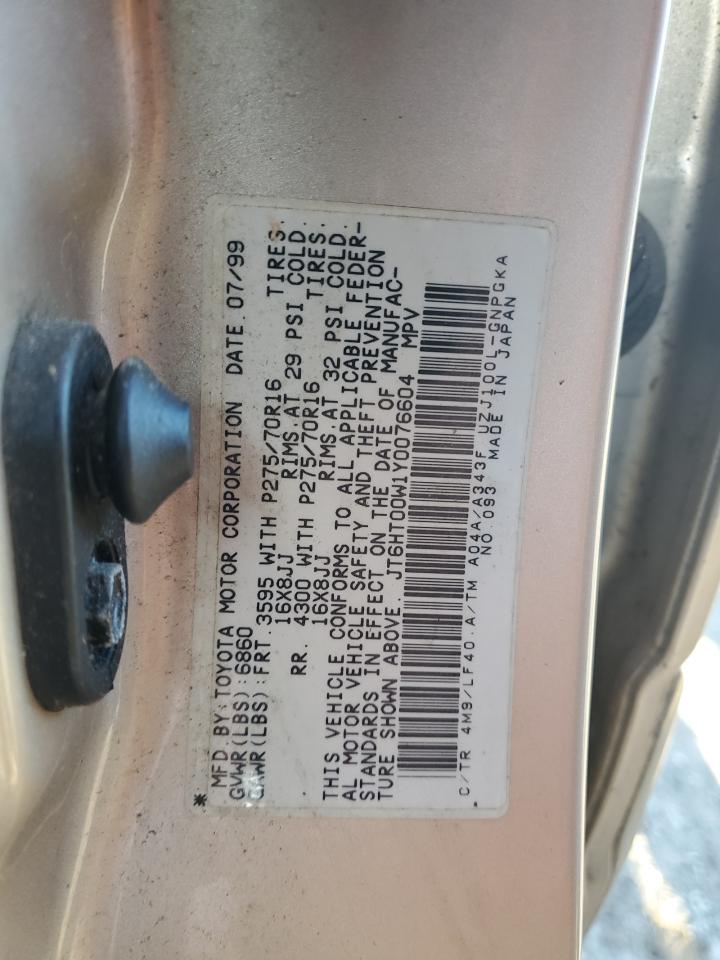 MFD.BY:TOYOTA MOTOR CORPORATION DATE.07/99
GVWR(LBS):6860
GAWR(LBS):FRT.3595 WITH P275/70R16 TIRES.
16X8JJ RIMS.AT 29 PSI COLD.
RR. 4300 WITH P275/70R16 TIRES.
16X8JJ RIMS.AT 32 PSI COLD.
THIS VEHICLE CONFORMS TO ALL APPLICABLE FEDER-
AL MOTOR VEHICLE SAFETY AND THEFT PREVENTION
STANDARDS IN EFFECT ON THE DATE OF MANUFAC-
TURE SHOWN ABOVE. JT6HT00W1Y0076604 MPV
C/TR 4M9/LF40.A/TM A04A/A343F.UZJ100L-GNPGKA
NO.093 MADE IN JAPAN